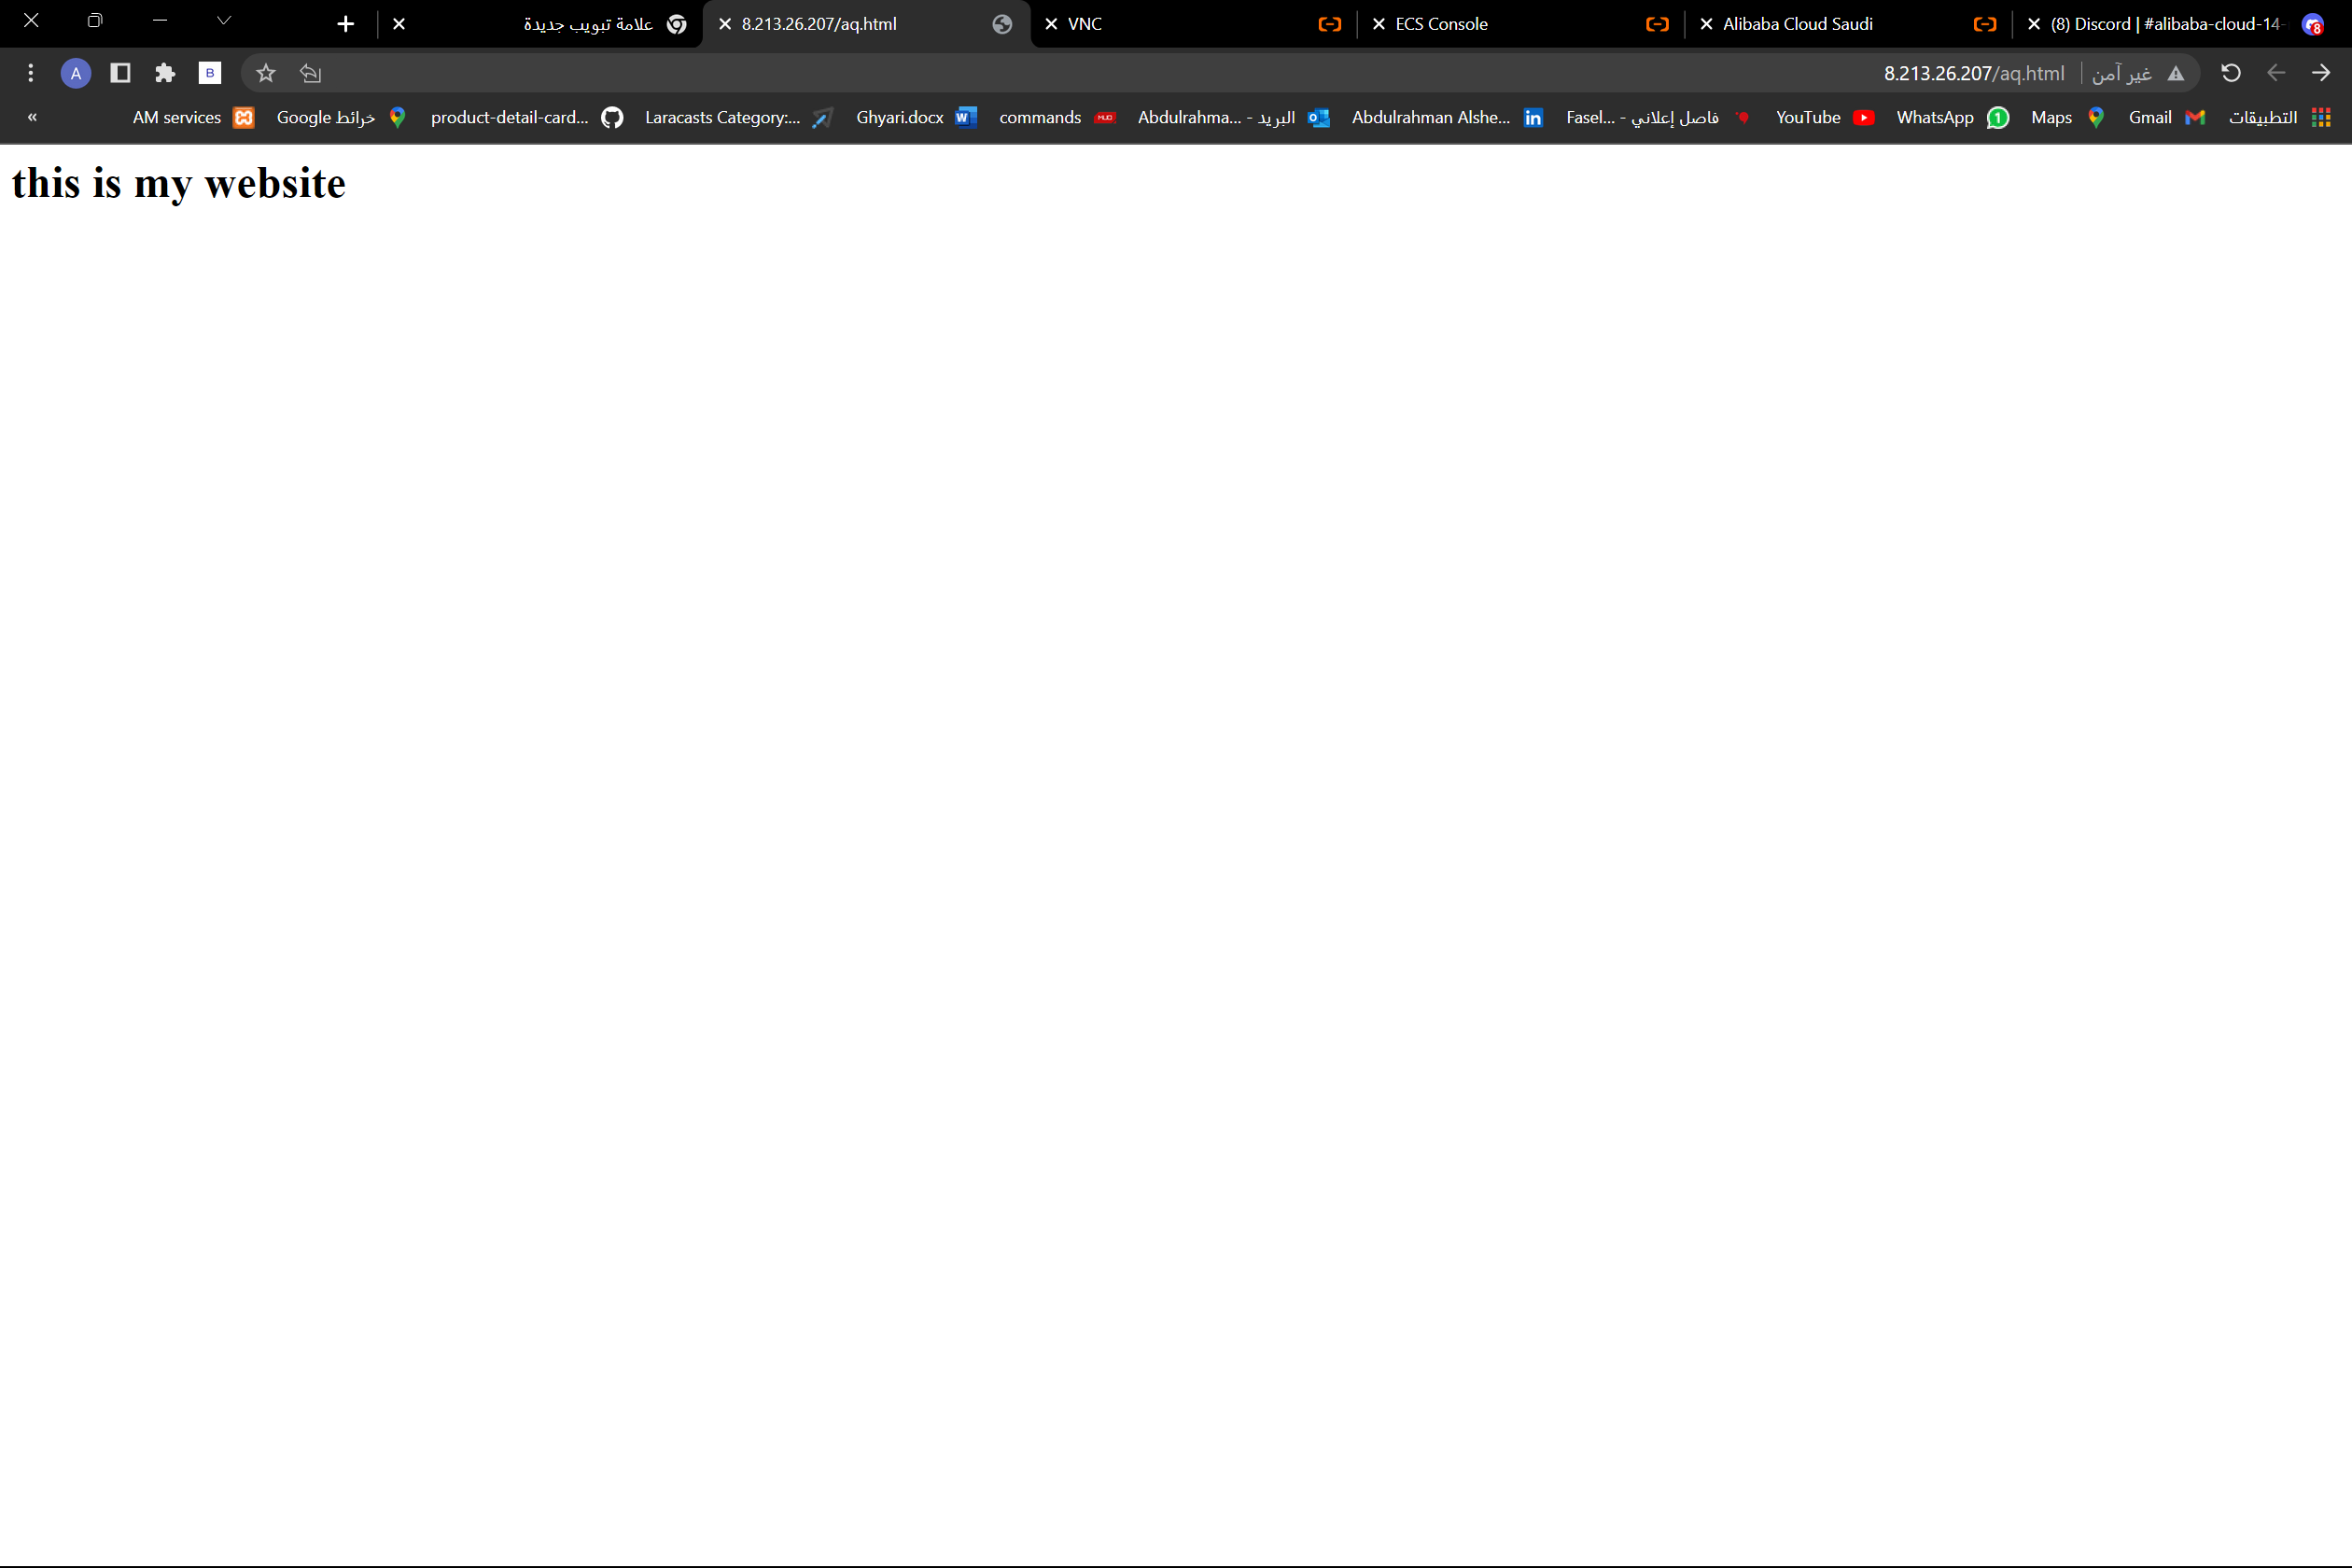 (8) Discord | #alibaba-cloud-14-
Alibaba Cloud Saudi
ECS Console
VNC
8.213.26.207/aq.html
علامة تبويب جديدة
غير آمن
8.213.26.207/aq.html
B
A
التطبيقات
Gmail
Maps
WhatsApp
YouTube
Fasel... - فاصل إعلاني
Abdulrahman Alshe...
Abdulrahma... - البريد
commands
Ghyari.docx
Laracasts Category:...
product-detail-card...
خرائط Google
AM services
«
this is my website